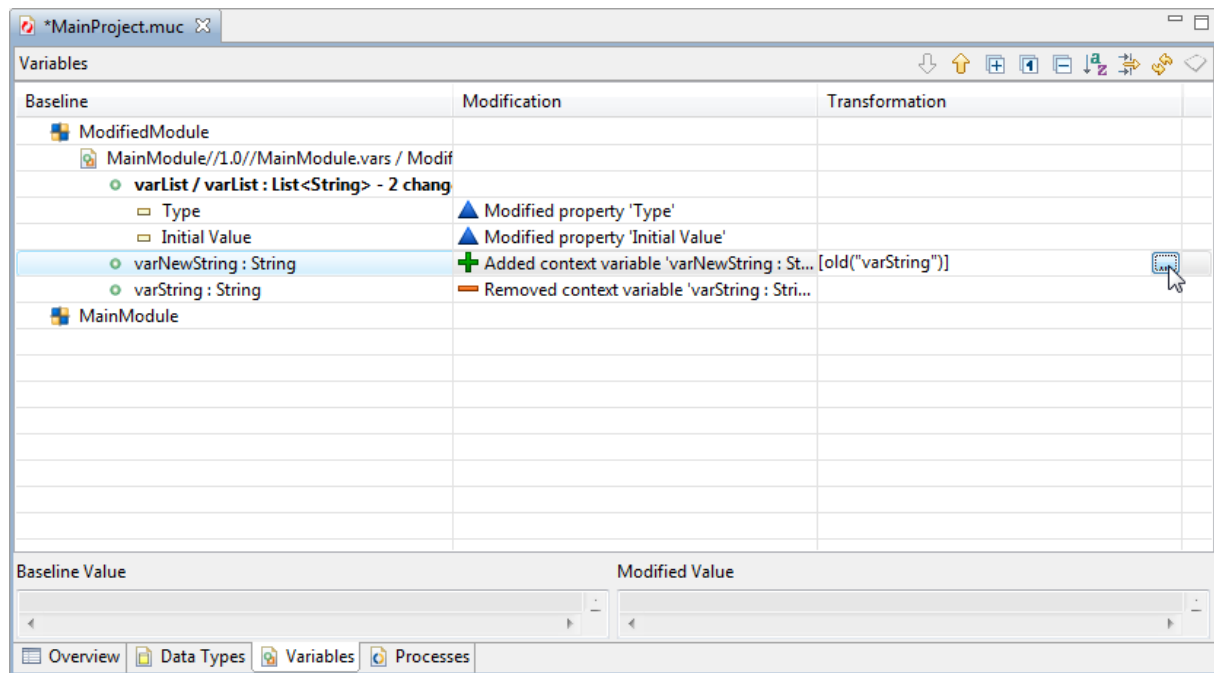 *MainProject.muc
Variables
Baseline Modification Transformation
ModifiedModule
MainModule//1.0//MainModule.vars / Modif
varList / varList : List<String> - 2 chang
Type Modified property 'Type'
Initial Value Modified property 'Initial Value'
varNewString : String Added context variable 'varNewString : St... [old("varString")] ...
varString : String Removed context variable 'varString : Stri...
MainModule
Baseline Value Modified Value
Overview Data Types Variables Processes